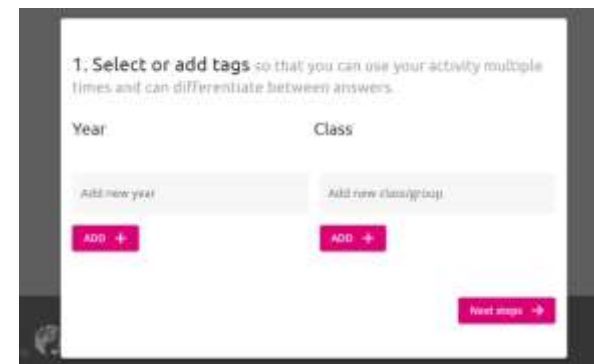 1. Select or add tags so that you can use your activity multiple
times and can differentiate between answers.
Year Class
Add new year Add new class/group
ADD + ADD +
Next steps →